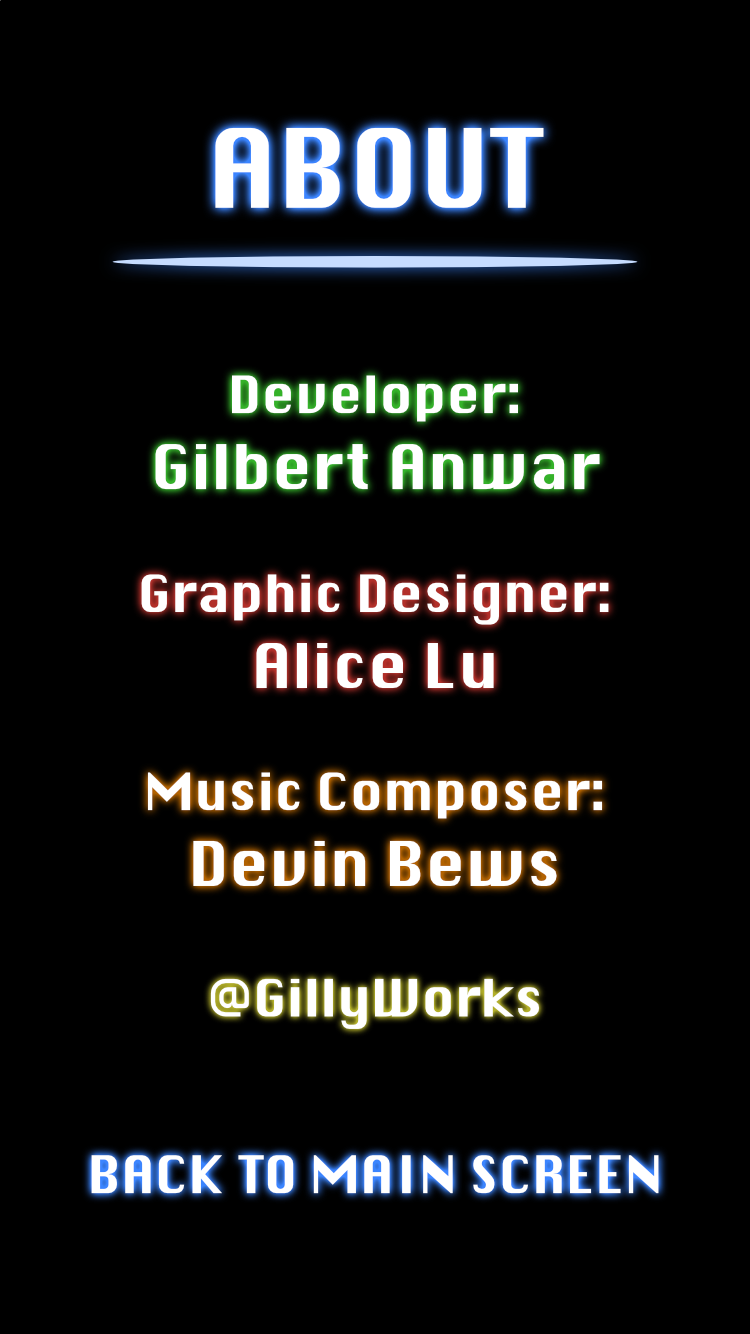 ABOUT
Developer:
Gilbert Anwar
Graphic Designer:
Alice Lu
Music Composer:
Devin Bews
@GillyWorks
BACK TO MAIN SCREEN